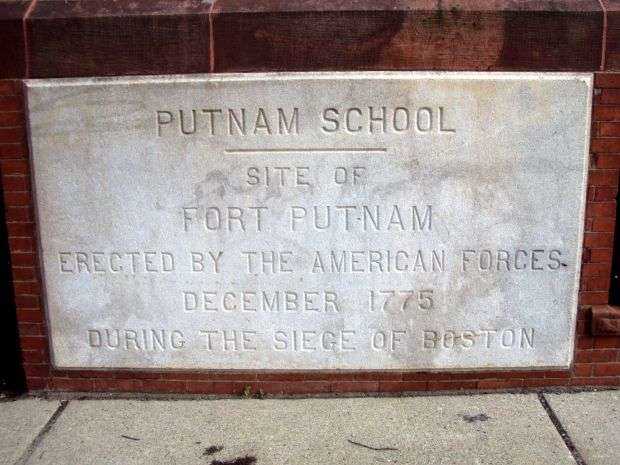 PUTNAM SCHOOL
SITE OF
FORT PUTNAM
ERECTED BY THE AMERICAN FORCES
DECEMBER 1775
DURING THE SIEGE OF BOSTON